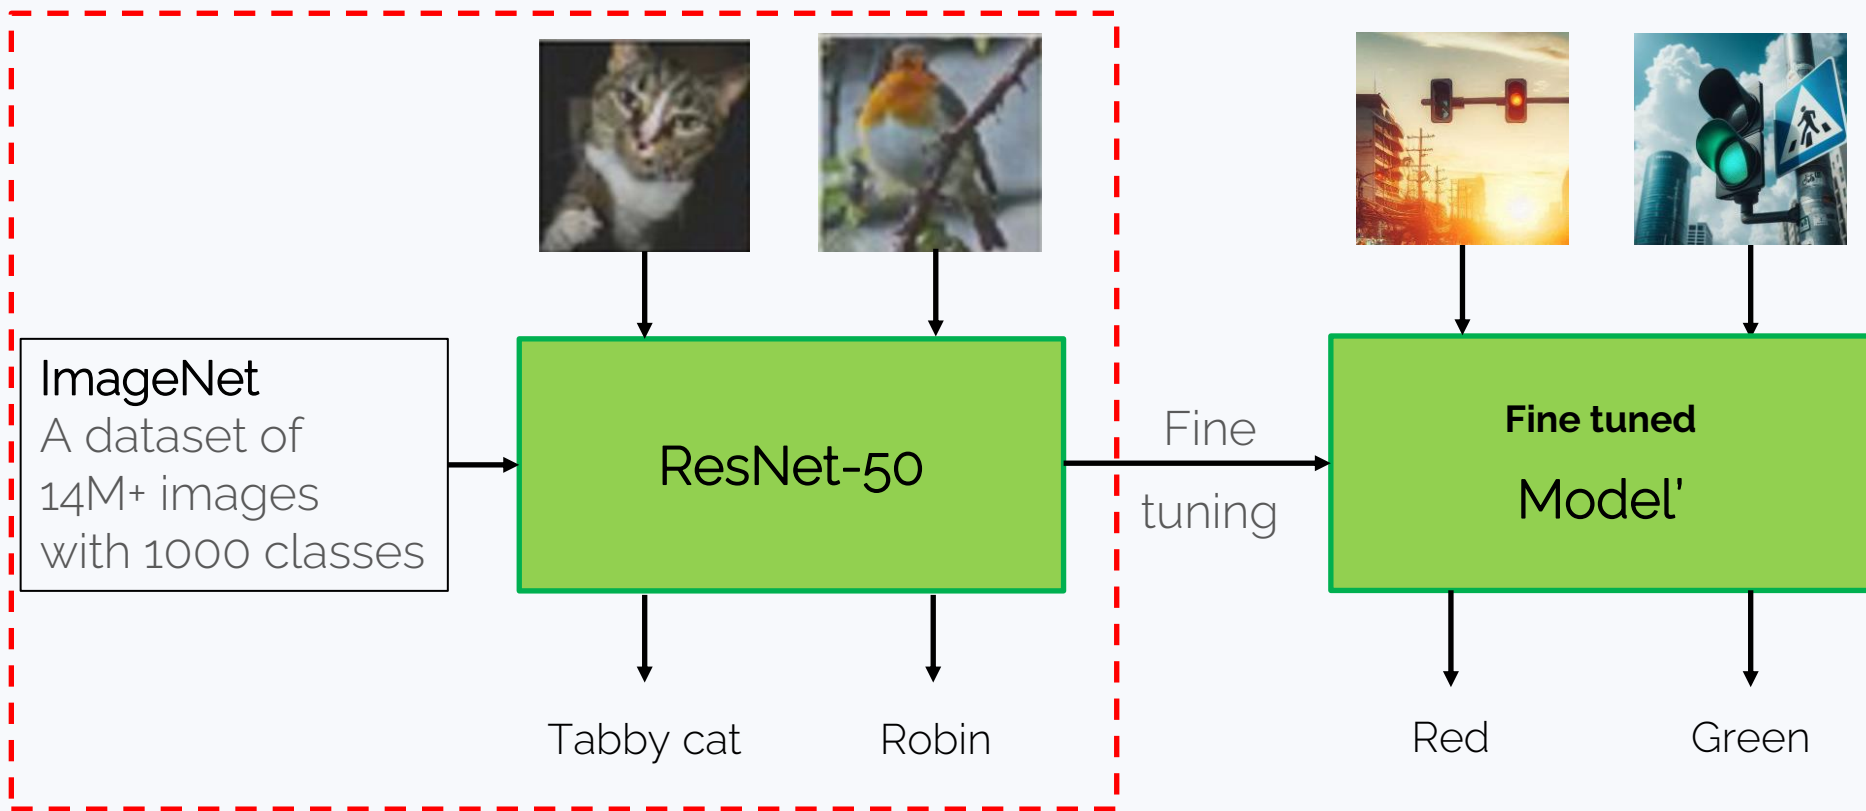 ImageNet
A dataset of
14M+ images
with 1000 classes
ResNet-50
Fine
tuning
Fine tuned
Model’
Tabby cat
Robin
Red
Green